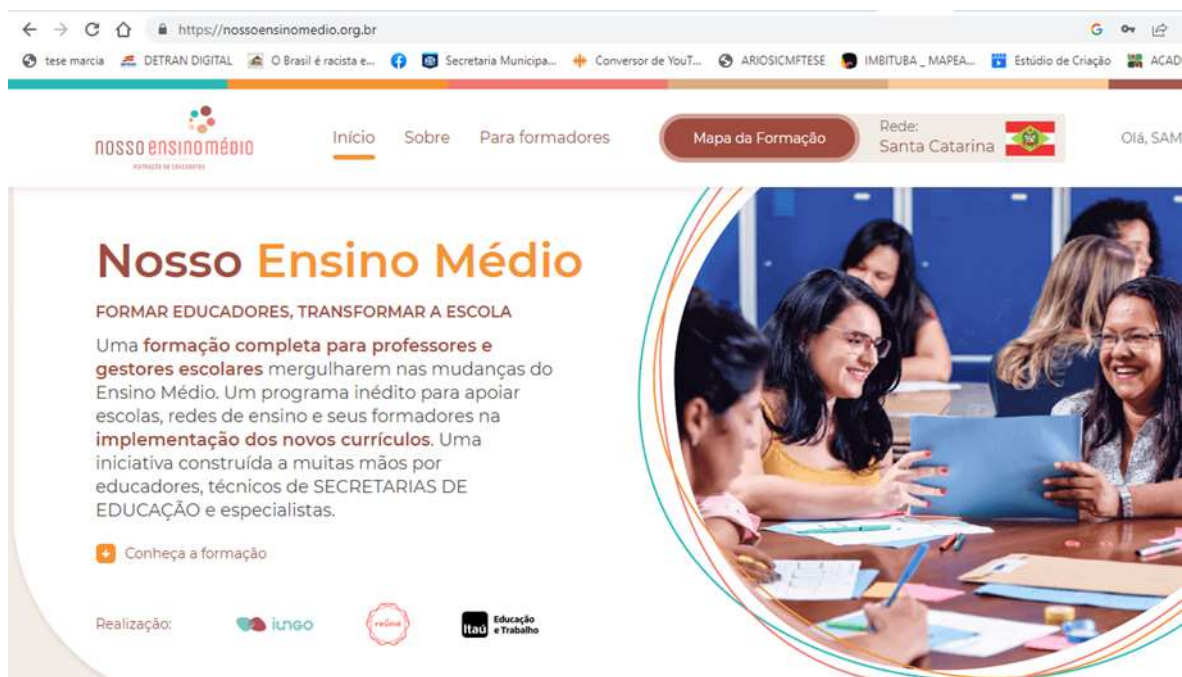 https://nossoensinomedio.org.br
tese marcia DETRAN DIGITAL O Brasil é racista e... Secretaria Municipa... Conversor de YouT... ARIOSICMFTESE IMBITUBA _ MAPEA... Estúdio de Criação ACAD
NOSSO ENSINO MÉDIO
FORMAÇÃO DE EDUCADORES
Início Sobre Para formadores Mapa da Formação
Rede:
Santa Catarina
Olá, SAM
Nosso Ensino Médio
FORMAR EDUCADORES, TRANSFORMAR A ESCOLA
Uma formação completa para professores e
gestores escolares mergulharem nas mudanças do
Ensino Médio. Um programa inédito para apoiar
escolas, redes de ensino e seus formadores na
implementação dos novos currículos. Uma
iniciativa construída a muitas mãos por
educadores, técnicos de SECRETARIAS DE
EDUCAÇÃO e especialistas.
Conheça a formação
Realização: iungo reúna Itaú Educação
e Trabalho